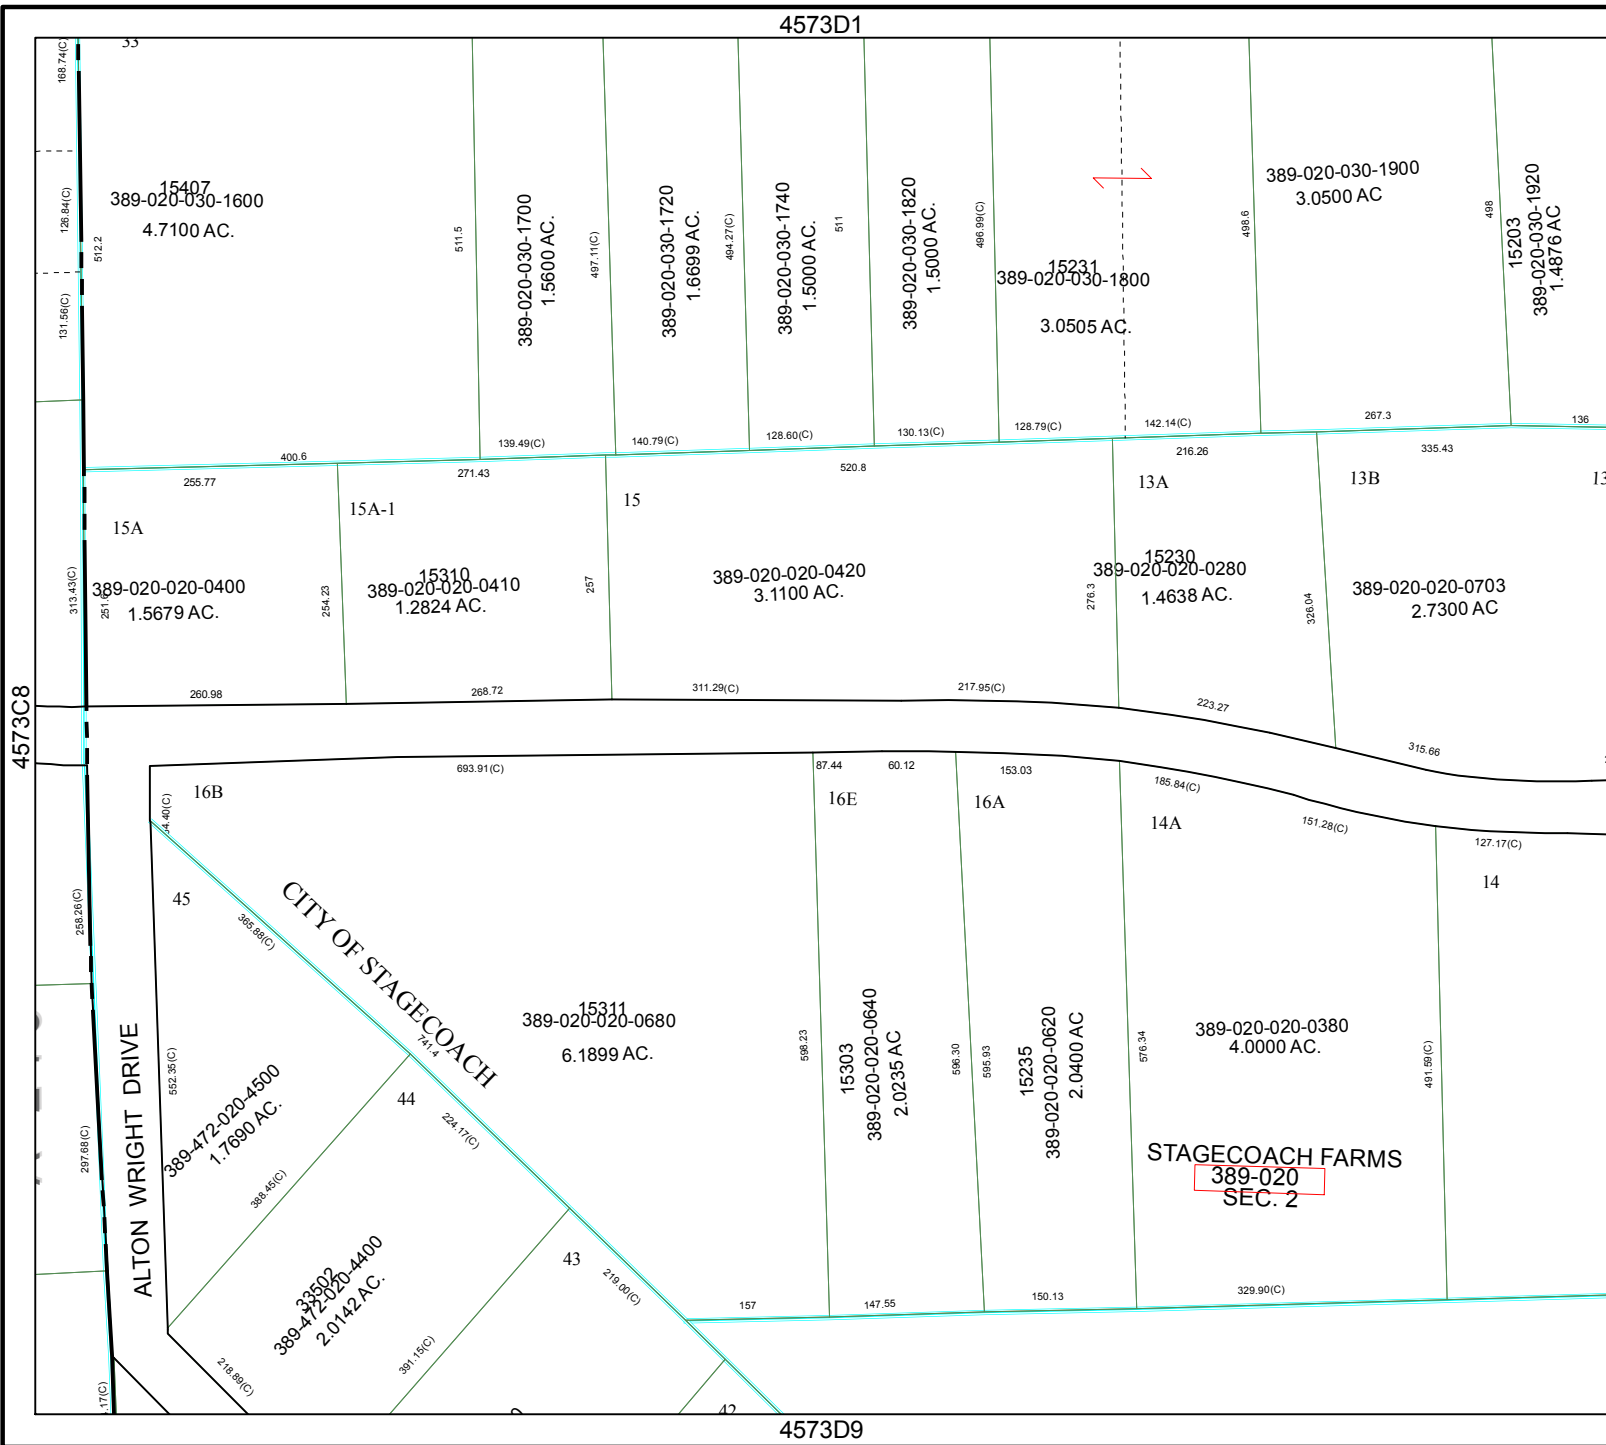 4573D1
33
168.74(C)
126.84(C)
131.56(C)
512.2
15407
389-020-030-1600
4.7100 AC.
511.5
389-020-030-1700
1.5600 AC.
497.11(C)
389-020-030-1720
1.6699 AC.
494.27(C)
389-020-030-1740
1.5000 AC.
511
389-020-030-1820
1.5000 AC.
496.99(C)
15231
389-020-030-1800
3.0505 AC.
498.6
389-020-030-1900
3.0500 AC
498
15203
389-020-030-1920
1.4876 AC
400.6
139.49(C)
140.79(C)
128.60(C)
130.13(C)
128.79(C)
142.14(C)
267.3
136
255.77
271.43
520.8
216.26
335.43
15A
15A-1
15
13A
13B
13
313.43(C)
389-020-020-0400
1.5679 AC.
254.23
15310
389-020-020-0410
1.2824 AC.
257
389-020-020-0420
3.1100 AC.
276.3
15230
389-020-020-0280
1.4638 AC.
326.04
389-020-020-0703
2.7300 AC
260.98
268.72
311.29(C)
217.95(C)
223.27
315.66
4573C8
693.91(C)
87.44
60.12
153.03
185.84(C)
151.28(C)
127.17(C)
16B
16E
16A
14A
14
45
258.26(C)
365.88(C)
CITY OF STAGECOACH
741.4
15311
389-020-020-0680
6.1899 AC.
598.23
15303
389-020-020-0640
2.0235 AC
596.30
595.93
15235
389-020-020-0620
2.0400 AC
576.34
389-020-020-0380
4.0000 AC.
491.59(C)
552.35(C)
389-472-020-4500
1.7690 AC.
44
224.17(C)
297.68(C)
ALTON WRIGHT DRIVE
388.45(C)
STAGECOACH FARMS
389-020
SEC. 2
33502
389-472-020-4400
2.0142 AC.
43
219.00(C)
157
147.55
150.13
329.90(C)
218.89(C)
391.15(C)
.17(C)
42
4573D9